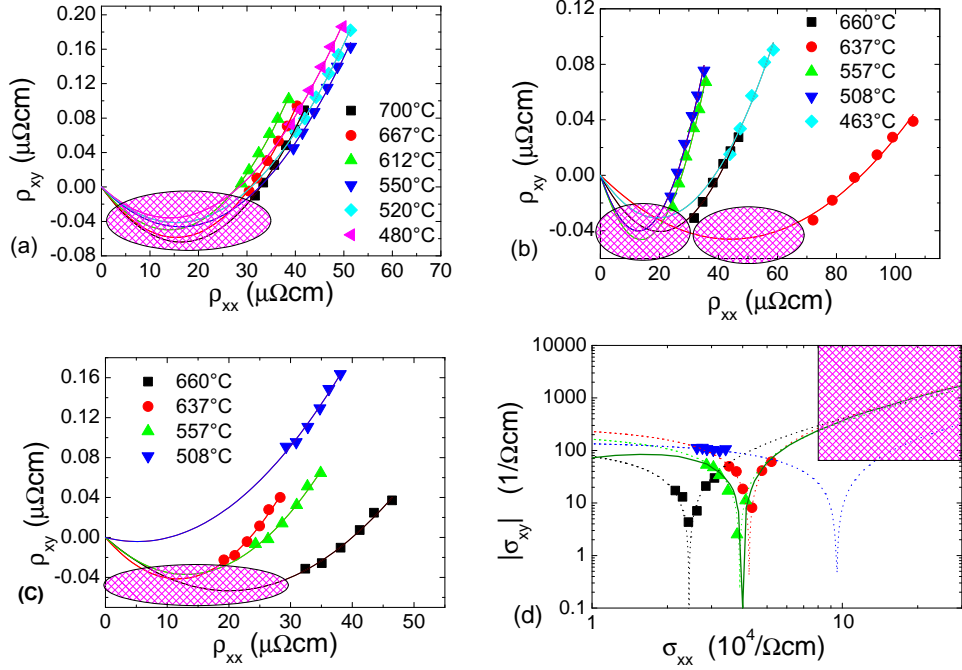 0.20
0.16
0.12
0.08
0.04
0.00
-0.04
-0.08
ρxy (μΩcm)
(a)
700°C
667°C
612°C
550°C
520°C
480°C
0 10 20 30 40 50 60 70
ρxx (μΩcm)
0.12
0.08
0.04
0.00
-0.04
ρxy (μΩcm)
(b)
660°C
637°C
557°C
508°C
463°C
0 20 40 60 80 100
ρxx (μΩcm)
0.16
0.12
0.08
0.04
0.00
-0.04
ρxy (μΩcm)
(C)
660°C
637°C
557°C
508°C
0 10 20 30 40 50
ρxx (μΩcm)
10000
1000
100
10
1
0.1
|σxy| (1/Ωcm)
(d)
1 10
σxx (10⁴/Ωcm)